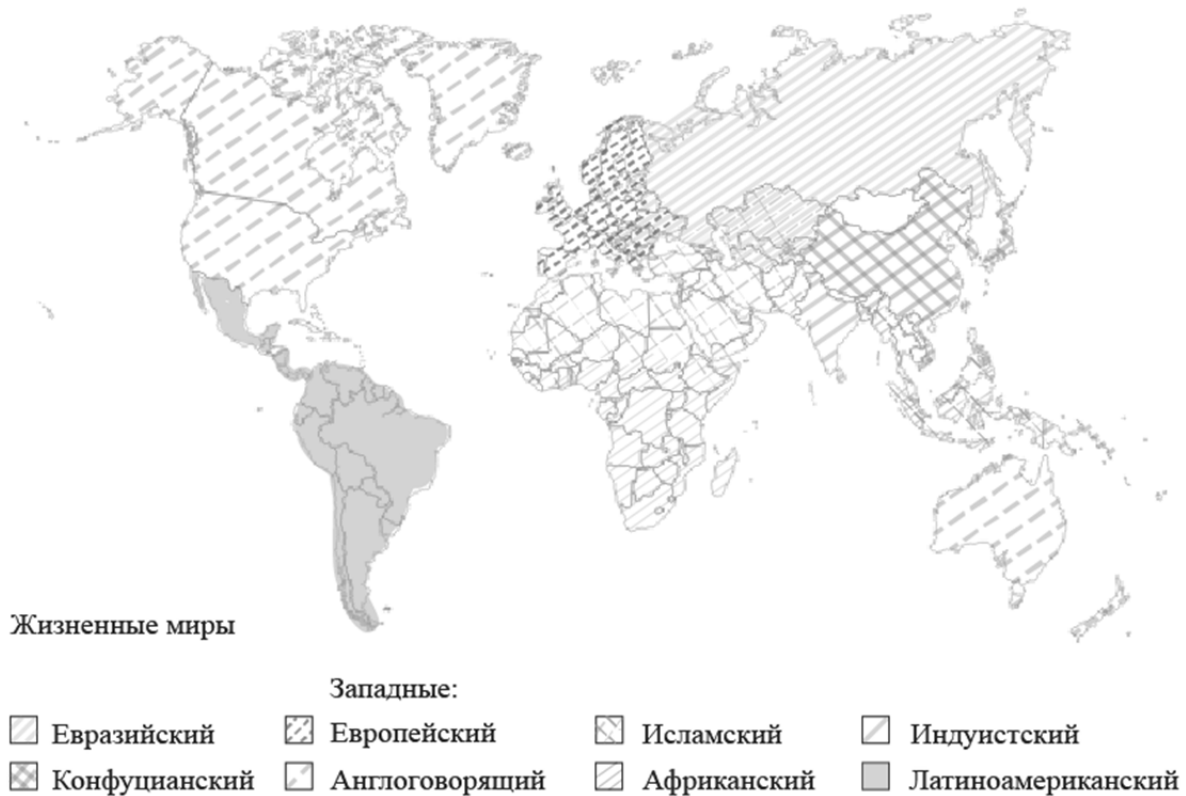 Жизненные миры
Западные:
Евразийский Европейский Исламский Индуистский
Конфуцианский Англоговорящий Африканский Латиноамериканский